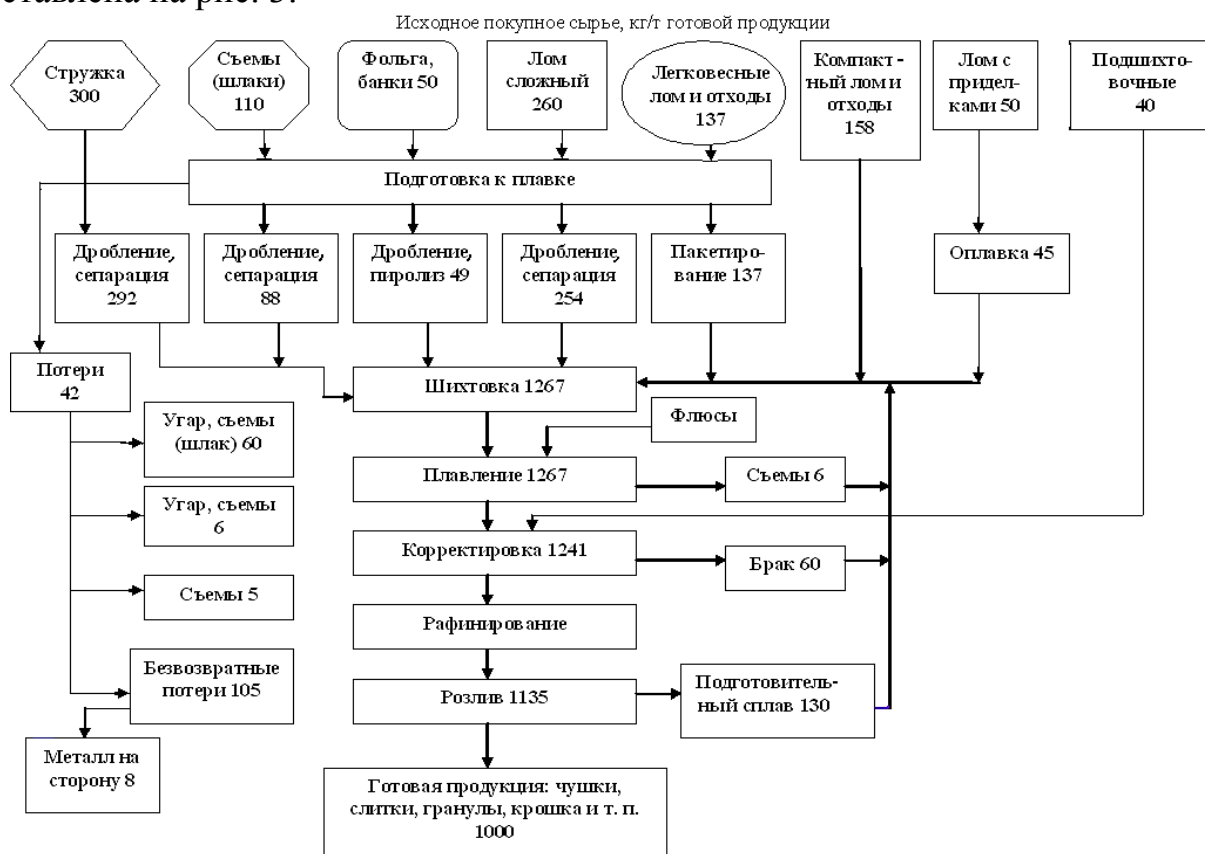 ставлена на рис. 3.
Исходное покупное сырье, кг/т готовой продукции
Стружка
300
Съемы
(шлаки)
110
Фольга,
банки 50
Лом
сложный
260
Легковесные
лом и отходы
137
Компакт -
ный лом и
отходы
158
Лом с
придел-
ками 50
Подшихто-
вочные
40
Подготовка к плавке
Дробление,
сепарация
292
Дробление,
сепарация
88
Дробление,
пиролиз 49
Дробление,
сепарация
254
Пакетиро-
вание 137
Оплавка 45
Потери
42
Шихтовка 1267
Угар, съемы
(шлак) 60
Флюсы
Плавление 1267
Съемы 6
Угар, съемы
6
Корректировка 1241
Брак 60
Съемы 5
Рафинирование
Безвозвратные
потери 105
Розлив 1135
Подготовитель-
ный сплав 130
Металл на
сторону 8
Готовая продукция: чушки,
слитки, гранулы, крошка и т. п.
1000